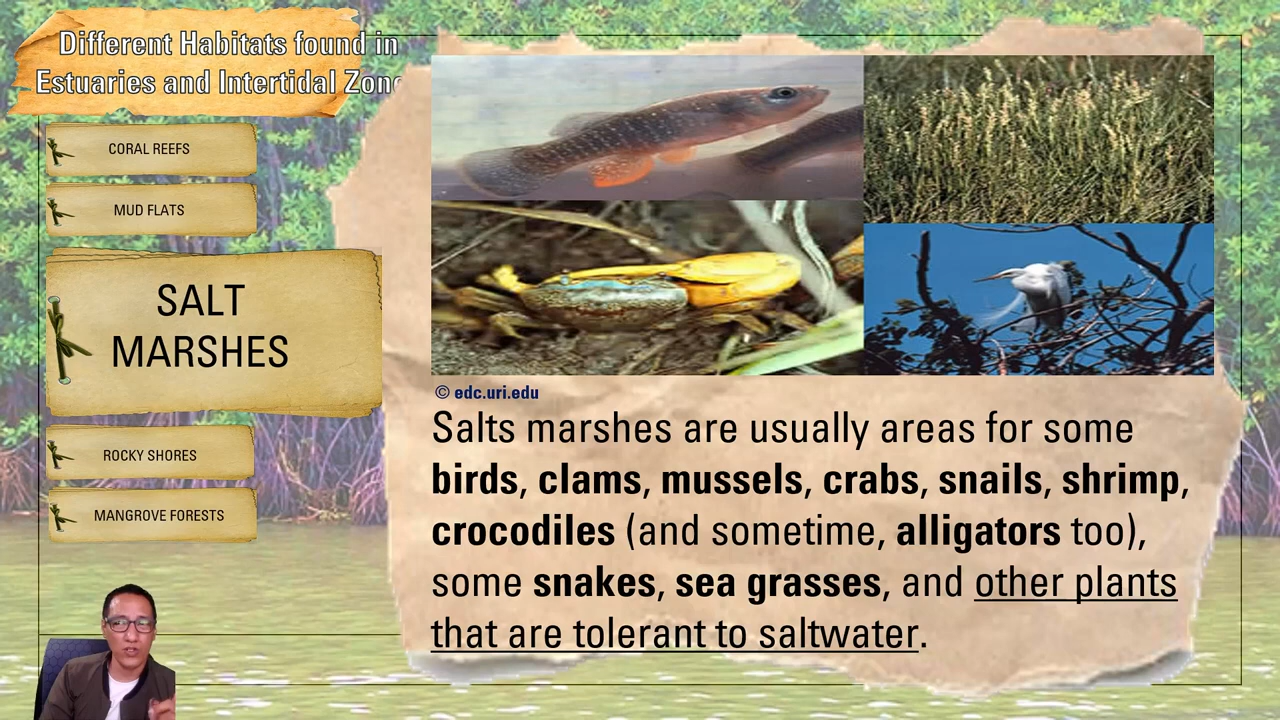 Different Habitats found in
Estuaries and Intertidal Zone
CORAL REEFS
MUD FLATS
SALT
MARSHES
ROCKY SHORES
MANGROVE FORESTS
© edc.uri.edu
Salts marshes are usually areas for some
birds, clams, mussels, crabs, snails, shrimp,
crocodiles (and sometime, alligators too),
some snakes, sea grasses, and other plants
that are tolerant to saltwater.